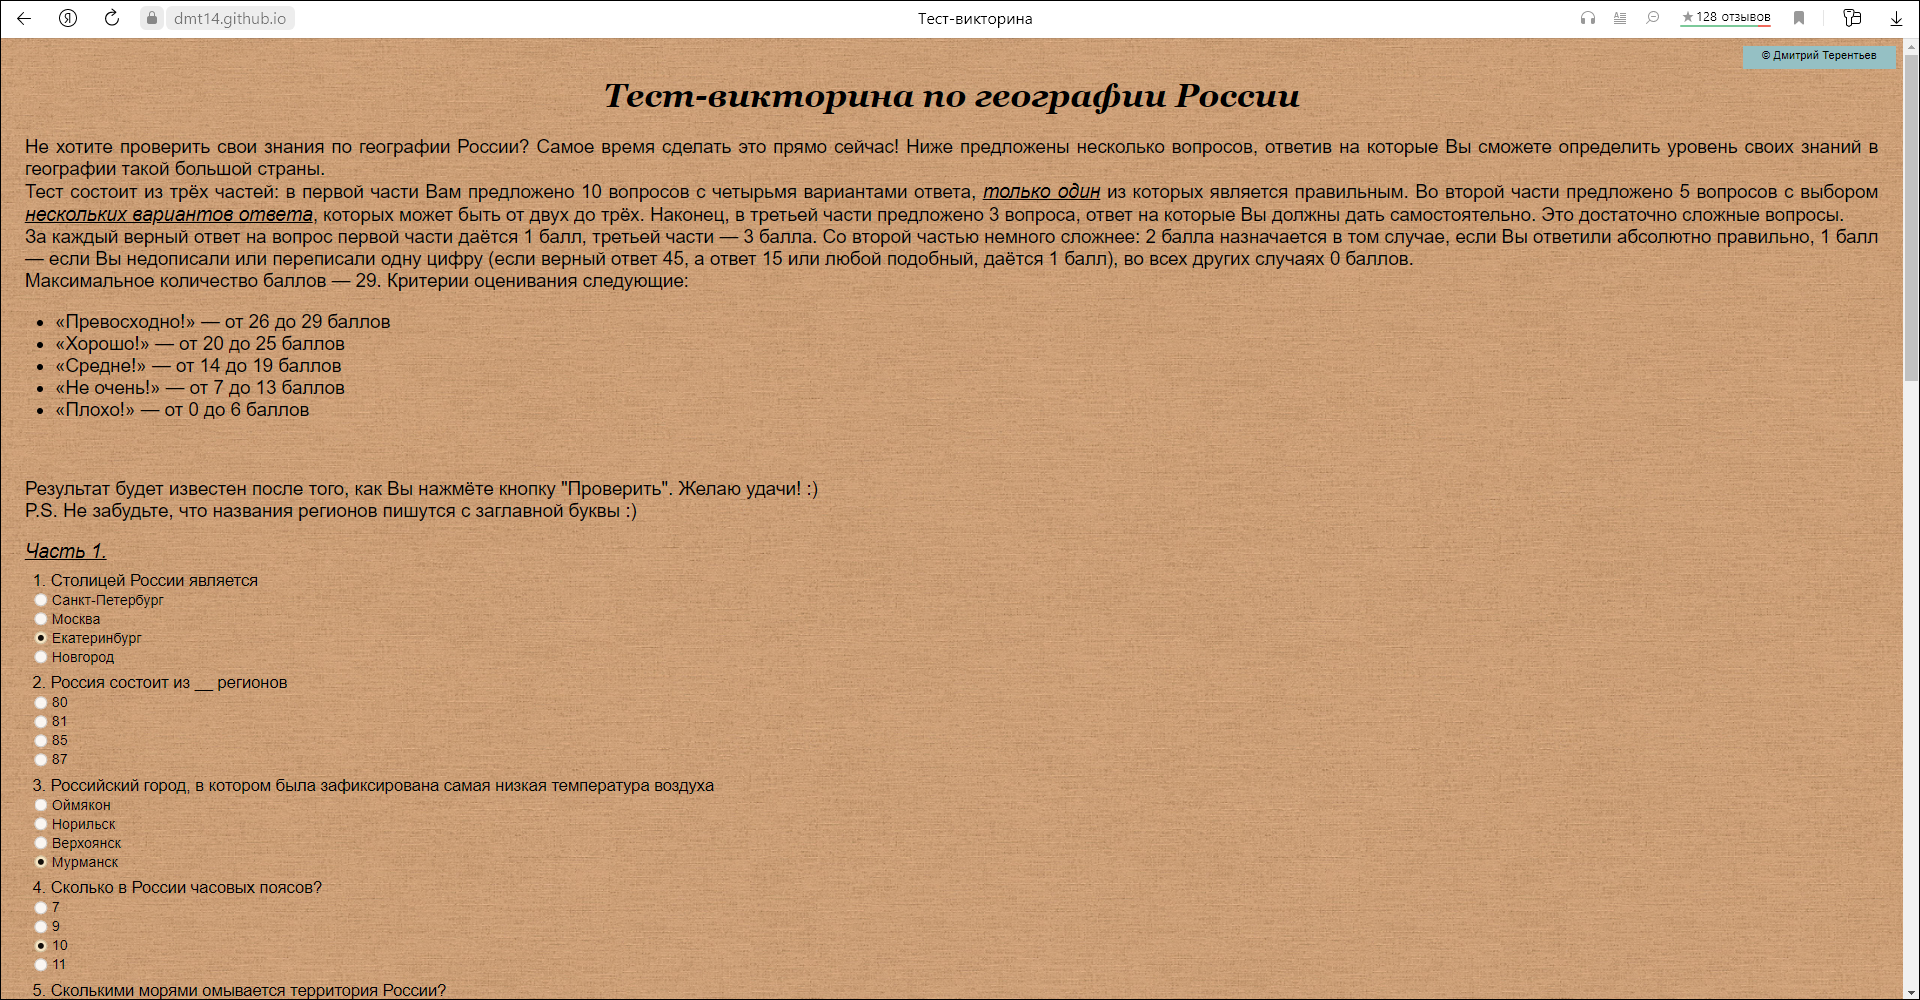 dmt14.github.io
Тест-викторина
128 отзывов
© Дмитрий Терентьев
Тест-викторина по географии России
Не хотите проверить свои знания по географии России? Самое время сделать это прямо сейчас! Ниже предложены несколько вопросов, ответив на которые Вы сможете определить уровень своих знаний в
географии такой большой страны.
Тест состоит из трёх частей: в первой части Вам предложено 10 вопросов с четырьмя вариантами ответа, только один из которых является правильным. Во второй части предложено 5 вопросов с выбором
нескольких вариантов ответа, которых может быть от двух до трёх. Наконец, в третьей части предложено 3 вопроса, ответ на которые Вы должны дать самостоятельно. Это достаточно сложные вопросы.
За каждый верный ответ на вопрос первой части даётся 1 балл, третьей части — 3 балла. Со второй частью немного сложнее: 2 балла назначается в том случае, если Вы ответили абсолютно правильно, 1 балл
— если Вы недописали или переписали одну цифру (если верный ответ 45, а ответ 15 или любой подобный, даётся 1 балл), во всех других случаях 0 баллов.
Максимальное количество баллов — 29. Критерии оценивания следующие:
• «Превосходно!» — от 26 до 29 баллов
• «Хорошо!» — от 20 до 25 баллов
• «Средне!» — от 14 до 19 баллов
• «Не очень!» — от 7 до 13 баллов
• «Плохо!» — от 0 до 6 баллов
Результат будет известен после того, как Вы нажмёте кнопку "Проверить". Желаю удачи! :)
P.S. Не забудьте, что названия регионов пишутся с заглавной буквы :)
Часть 1.
1. Столицей России является
Санкт-Петербург
Москва
Екатеринбург
Новгород
2. Россия состоит из __ регионов
80
81
85
87
3. Российский город, в котором была зафиксирована самая низкая температура воздуха
Оймякон
Норильск
Верхоянск
Мурманск
4. Сколько в России часовых поясов?
7
9
10
11
5. Сколькими морями омывается территория России?